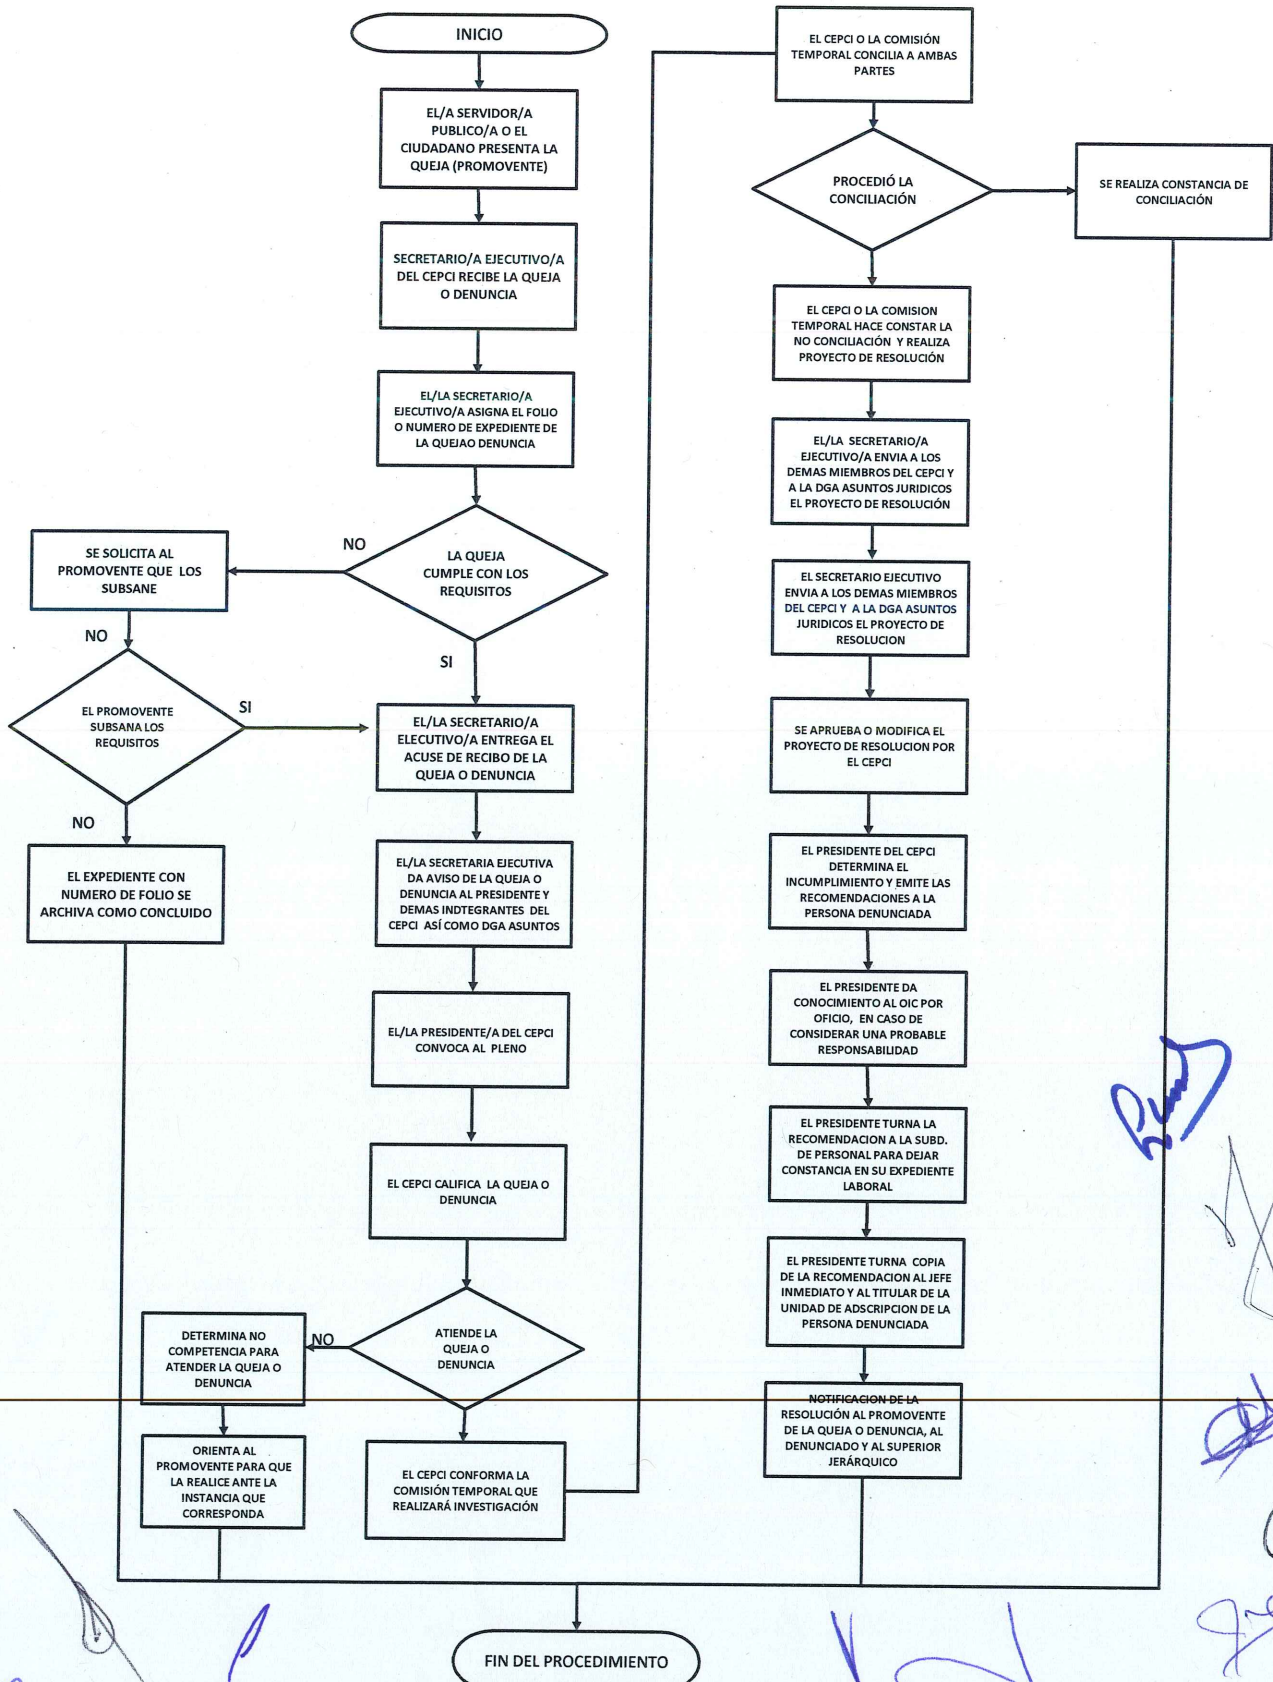 INICIO
EL/A SERVIDOR/A
PUBLICO/A O EL
CIUDADANO PRESENTA LA
QUEJA (PROMOVENTE)
SECRETARIO/A EJECUTIVO/A
DEL CEPCI RECIBE LA QUEJA
O DENUNCIA
EL/LA SECRETARIO/A
EJECUTIVO/A ASIGNA EL FOLIO
O NUMERO DE EXPEDIENTE DE
LA QUEJAO DENUNCIA
LA QUEJA
CUMPLE CON LOS
REQUISITOS
NO
SE SOLICITA AL
PROMOVENTE QUE LOS
SUBSANE
NO
EL PROMOVENTE
SUBSANA LOS
REQUISITOS
SI
NO
EL EXPEDIENTE CON
NUMERO DE FOLIO SE
ARCHIVA COMO CONCLUIDO
SI
EL/LA SECRETARIO/A
ELECUTIVO/A ENTREGA EL
ACUSE DE RECIBO DE LA
QUEJA O DENUNCIA
EL/LA SECRETARIA EJECUTIVA
DA AVISO DE LA QUEJA O
DENUNCIA AL PRESIDENTE Y
DEMAS INDTEGRANTES DEL
CEPCI ASÍ COMO DGA ASUNTOS
EL/LA PRESIDENTE/A DEL CEPCI
CONVOCA AL PLENO
EL CEPCI CALIFICA LA QUEJA O
DENUNCIA
ATIENDE LA
QUEJA O
DENUNCIA
NO
DETERMINA NO
COMPETENCIA PARA
ATENDER LA QUEJA O
DENUNCIA
ORIENTA AL
PROMOVENTE PARA QUE
LA REALICE ANTE LA
INSTANCIA QUE
CORRESPONDA
EL CEPCI CONFORMA LA
COMISIÓN TEMPORAL QUE
REALIZARÁ INVESTIGACIÓN
EL CEPCI O LA COMISIÓN
TEMPORAL CONCILIA A AMBAS
PARTES
PROCEDIÓ LA
CONCILIACIÓN
SE REALIZA CONSTANCIA DE
CONCILIACIÓN
EL CEPCI O LA COMISION
TEMPORAL HACE CONSTAR LA
NO CONCILIACIÓN Y REALIZA
PROYECTO DE RESOLUCIÓN
EL/LA SECRETARIO/A
EJECUTIVO/A ENVIA A LOS
DEMAS MIEMBROS DEL CEPCI Y
A LA DGA ASUNTOS JURIDICOS
EL PROYECTO DE RESOLUCIÓN
EL SECRETARIO EJECUTIVO
ENVIA A LOS DEMAS MIEMBROS
DEL CEPCI Y A LA DGA ASUNTOS
JURIDICOS EL PROYECTO DE
RESOLUCION
SE APRUEBA O MODIFICA EL
PROYECTO DE RESOLUCION POR
EL CEPCI
EL PRESIDENTE DEL CEPCI
DETERMINA EL
INCUMPLIMIENTO Y EMITE LAS
RECOMENDACIONES A LA
PERSONA DENUNCIADA
EL PRESIDENTE DA
CONOCIMIENTO AL OIC POR
OFICIO, EN CASO DE
CONSIDERAR UNA PROBABLE
RESPONSABILIDAD
EL PRESIDENTE TURNA LA
RECOMENDACION A LA SUBD.
DE PERSONAL PARA DEJAR
CONSTANCIA EN SU EXPEDIENTE
LABORAL
EL PRESIDENTE TURNA COPIA
DE LA RECOMENDACION AL JEFE
INMEDIATO Y AL TITULAR DE LA
UNIDAD DE ADSCRIPCION DE LA
PERSONA DENUNCIADA
NOTIFICACION DE LA
RESOLUCIÓN AL PROMOVENTE
DE LA QUEJA O DENUNCIA, AL
DENUNCIADO Y AL SUPERIOR
JERÁRQUICO
FIN DEL PROCEDIMIENTO